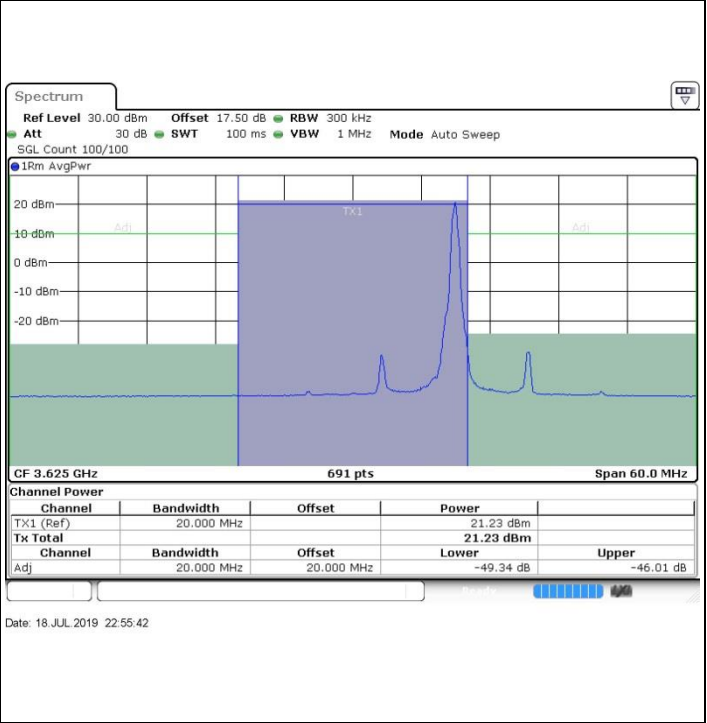 Spectrum
Ref Level 30.00 dBm Offset 17.50 dB RBW 300 kHz
Att 30 dB SWT 100 ms VBW 1 MHz Mode Auto Sweep
SGL Count 100/100
1Rm AvgPwr
TX1
20 dBm
Adj Adj
10 dBm
0 dBm
-10 dBm
-20 dBm
CF 3.625 GHz 691 pts Span 60.0 MHz
Channel Power
Channel Bandwidth Offset Power
TX1 (Ref) 20.000 MHz 21.23 dBm
Tx Total 21.23 dBm
Channel Bandwidth Offset Lower Upper
Adj 20.000 MHz 20.000 MHz -49.34 dB -46.01 dB
Ready
Date: 18.JUL.2019 22:55:42